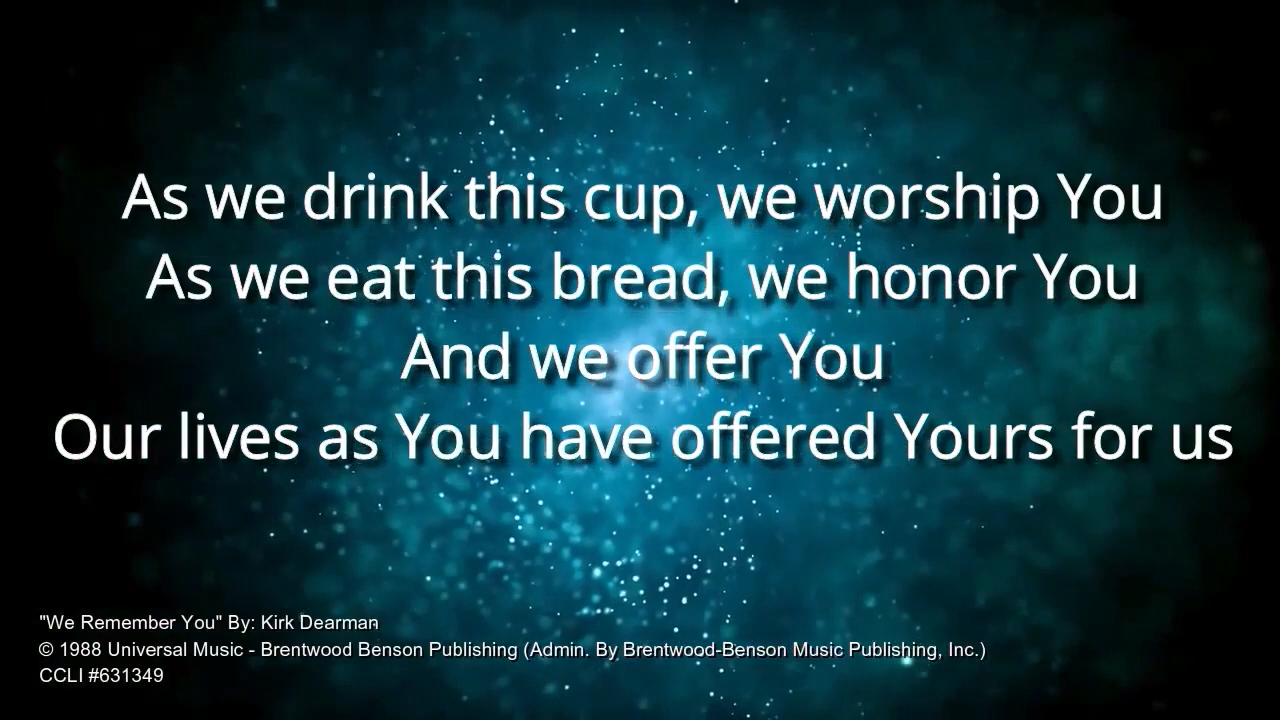 As we drink this cup, we worship You
As we eat this bread, we honor You
And we offer You
Our lives as You have offered Yours for us
"We Remember You" By: Kirk Dearman
© 1988 Universal Music - Brentwood Benson Publishing (Admin. By Brentwood-Benson Music Publishing, Inc.)
CCLI #631349